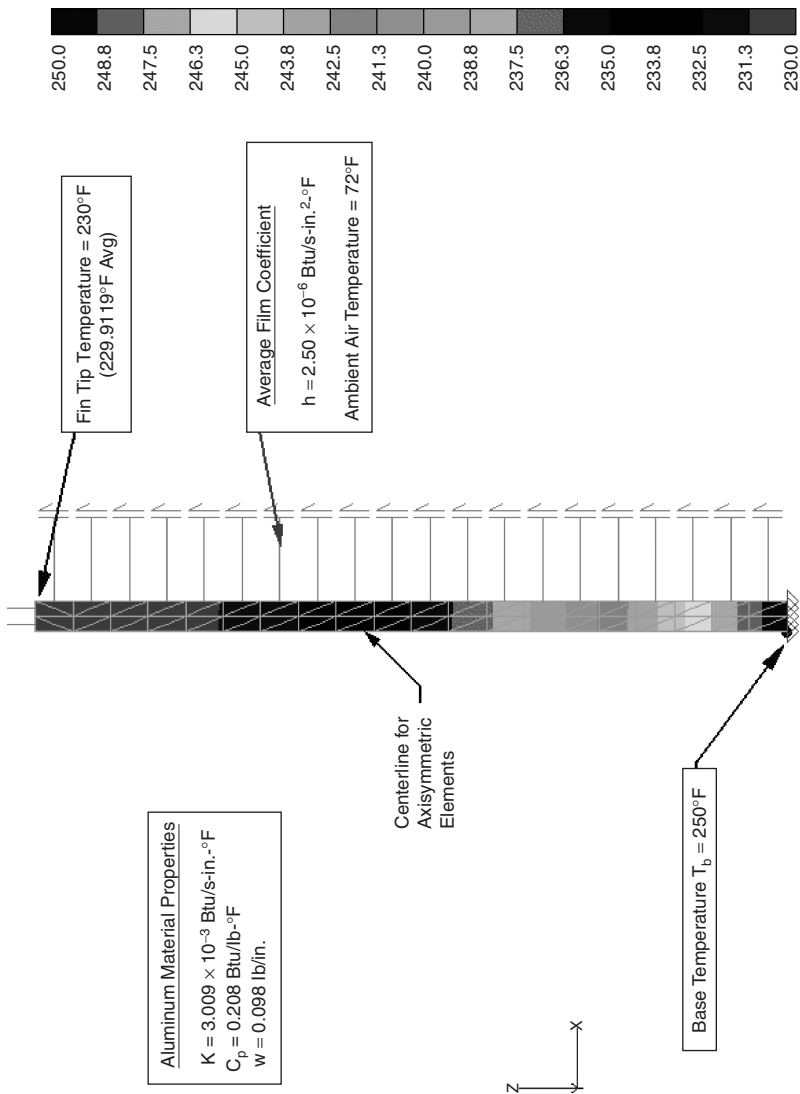 250.0
248.8
247.5
246.3
245.0
243.8
242.5
241.3
240.0
238.8
237.5
236.3
235.0
233.8
232.5
231.3
230.0
Fin Tip Temperature = 230°F
(229.9119°F Avg)
Average Film Coefficient
h = 2.50 × 10⁻⁶ Btu/s-in.²-°F
Ambient Air Temperature = 72°F
Centerline for
Axisymmetric
Elements
Aluminum Material Properties
K = 3.009 × 10⁻³ Btu/s-in.-°F
Cₚ = 0.208 Btu/lb-°F
w = 0.098 lb/in.
Base Temperature T_b = 250°F
Z
X